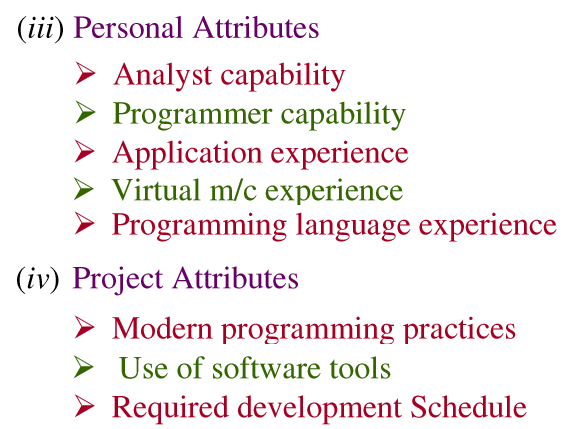 (iii) Personal Attributes
➢ Analyst capability
➢ Programmer capability
➢ Application experience
➢ Virtual m/c experience
➢ Programming language experience
(iv) Project Attributes
➢ Modern programming practices
➢ Use of software tools
➢ Required development Schedule